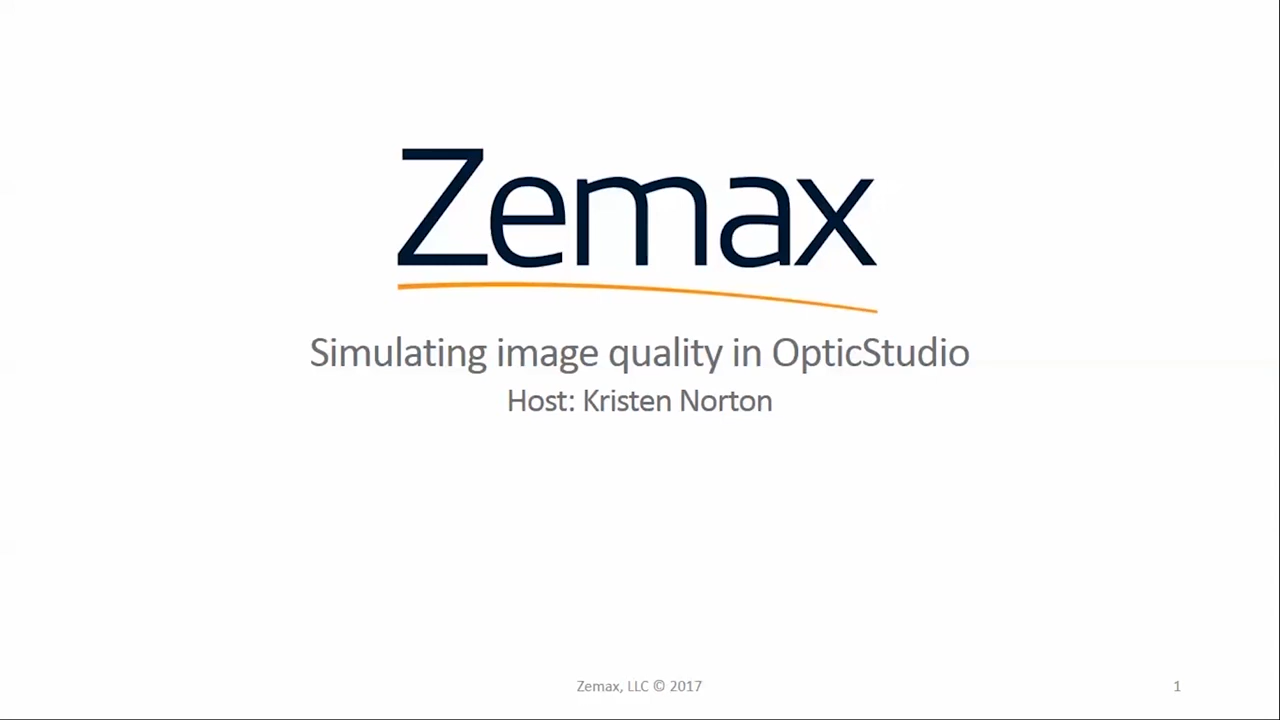 Zemax
Simulating image quality in OpticStudio
Host: Kristen Norton
Zemax, LLC © 2017
1